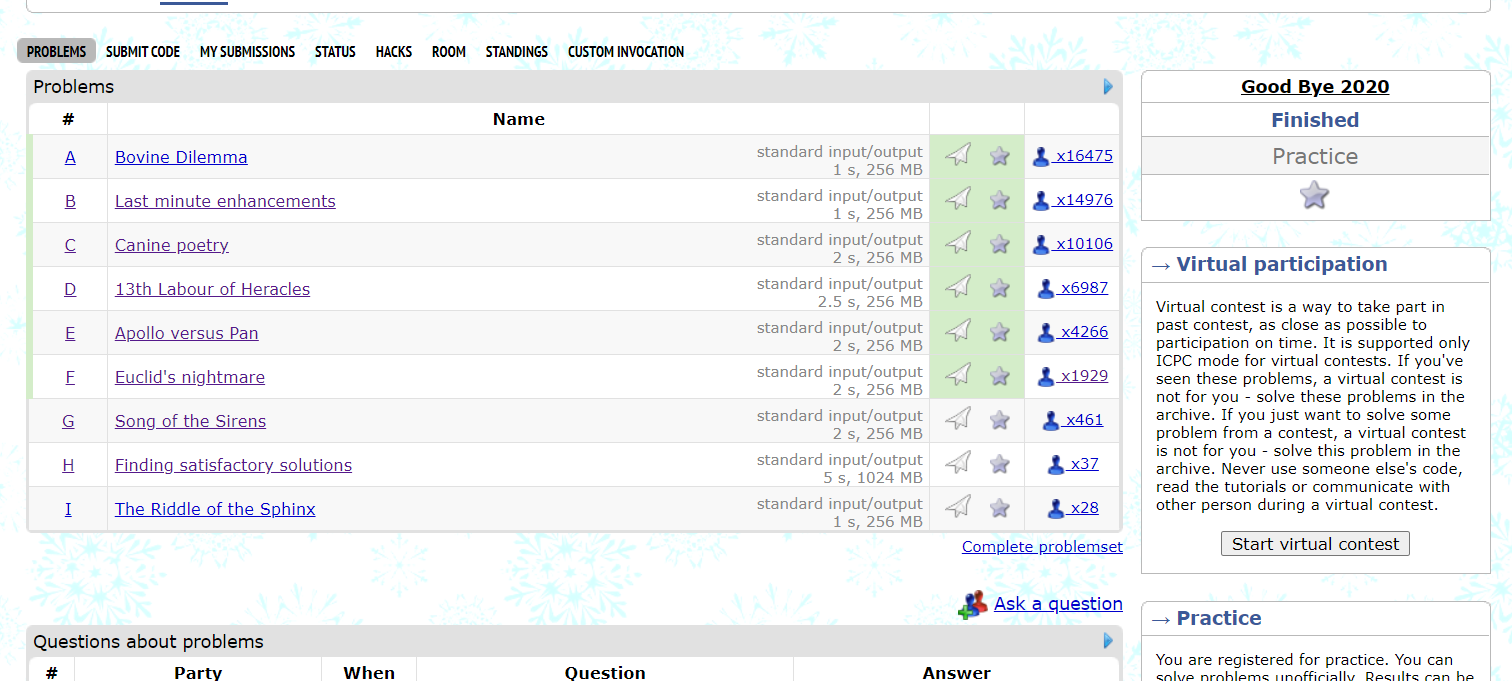 PROBLEMS SUBMIT CODE MY SUBMISSIONS STATUS HACKS ROOM STANDINGS CUSTOM INVOCATION
Problems
# Name
A Bovine Dilemma standard input/output x16475
1 s, 256 MB
B Last minute enhancements standard input/output x14976
1 s, 256 MB
C Canine poetry standard input/output x10106
2 s, 256 MB
D 13th Labour of Heracles standard input/output x6987
2.5 s, 256 MB
E Apollo versus Pan standard input/output x4266
2 s, 256 MB
F Euclid's nightmare standard input/output x1929
2 s, 256 MB
G Song of the Sirens standard input/output x461
2 s, 256 MB
H Finding satisfactory solutions standard input/output x37
5 s, 1024 MB
I The Riddle of the Sphinx standard input/output x28
1 s, 256 MB
Complete problemset
Ask a question
Questions about problems
# Party When Question Answer
Good Bye 2020
Finished
Practice
→ Virtual participation
Virtual contest is a way to take part in
past contest, as close as possible to
participation on time. It is supported only
ICPC mode for virtual contests. If you've
seen these problems, a virtual contest is
not for you - solve these problems in the
archive. If you just want to solve some
problem from a contest, a virtual contest
is not for you - solve this problem in the
archive. Never use someone else's code,
read the tutorials or communicate with
other person during a virtual contest.
Start virtual contest
→ Practice
You are registered for practice. You can
solve problems unofficially. Results can be